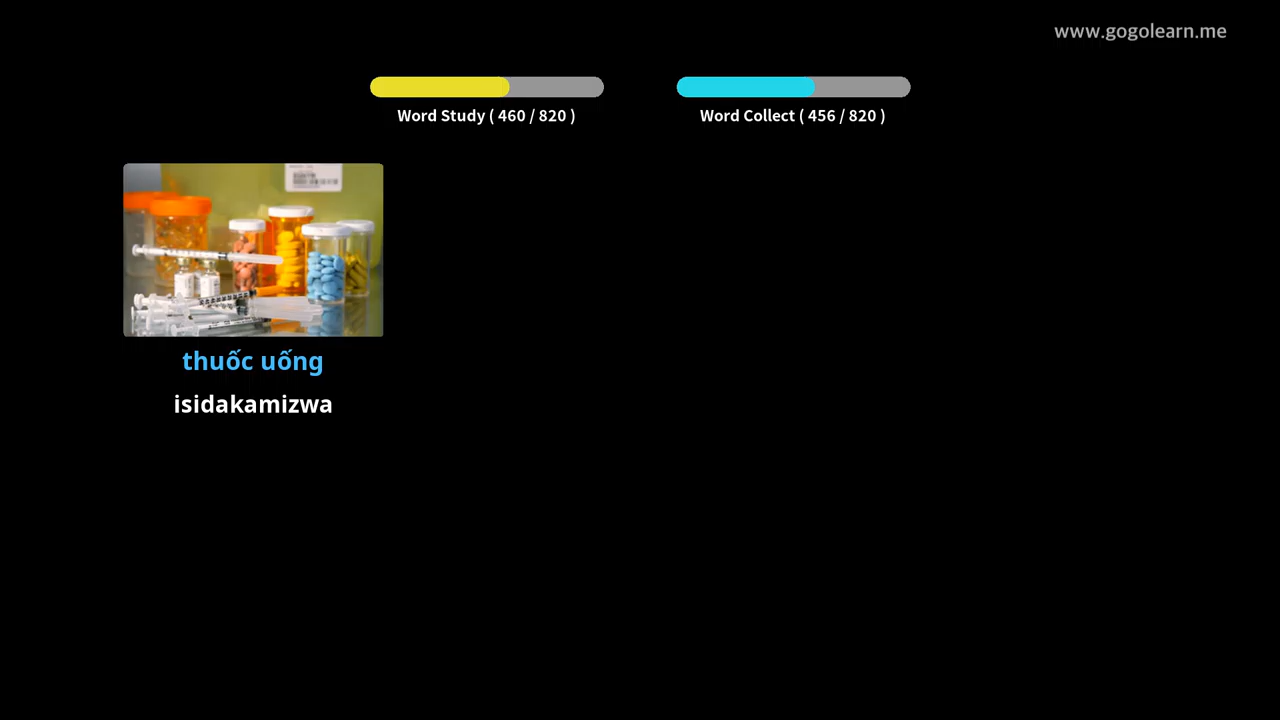 www.gogolearn.me
Word Study ( 460 / 820 )
Word Collect ( 456 / 820 )
thuốc uống
isidakamizwa